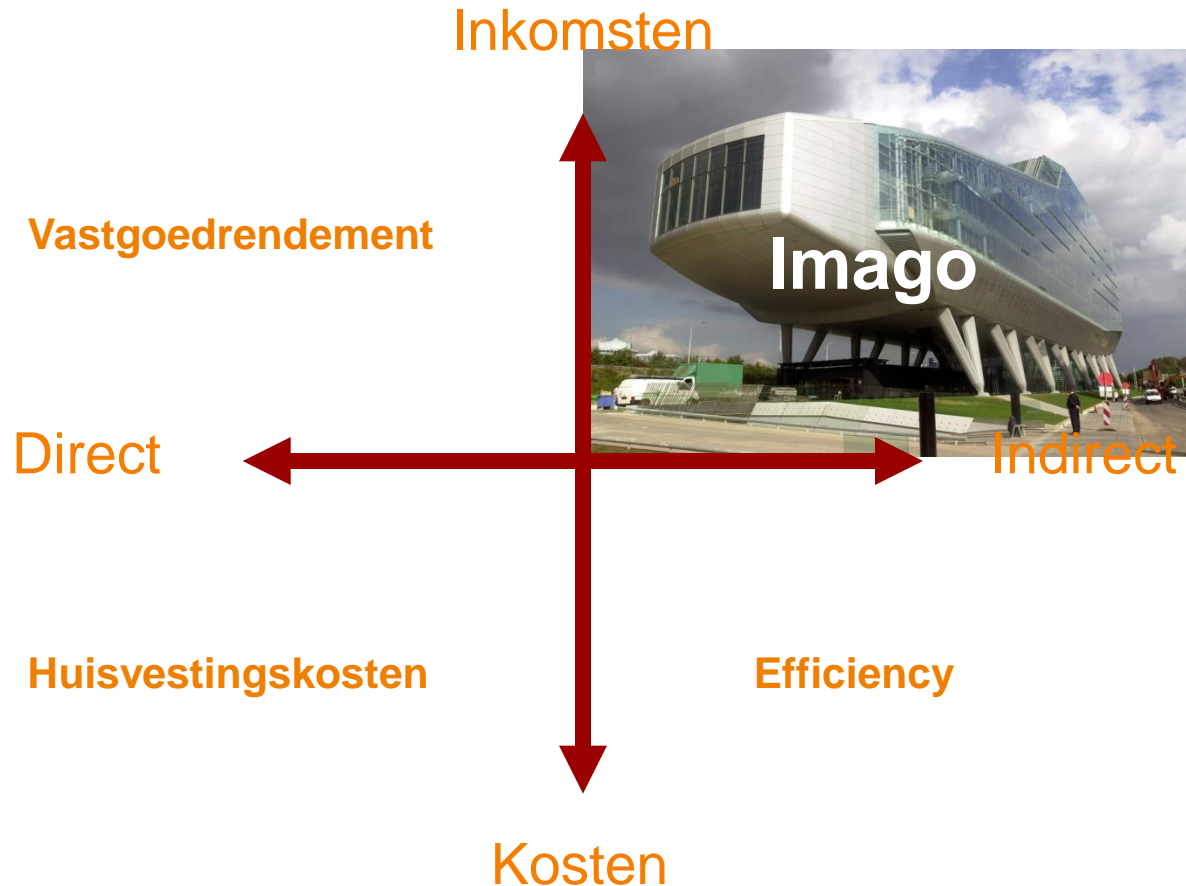 Inkomsten
Vastgoedrendement
Imago
Direct
Indirect
Huisvestingskosten
Efficiency
Kosten